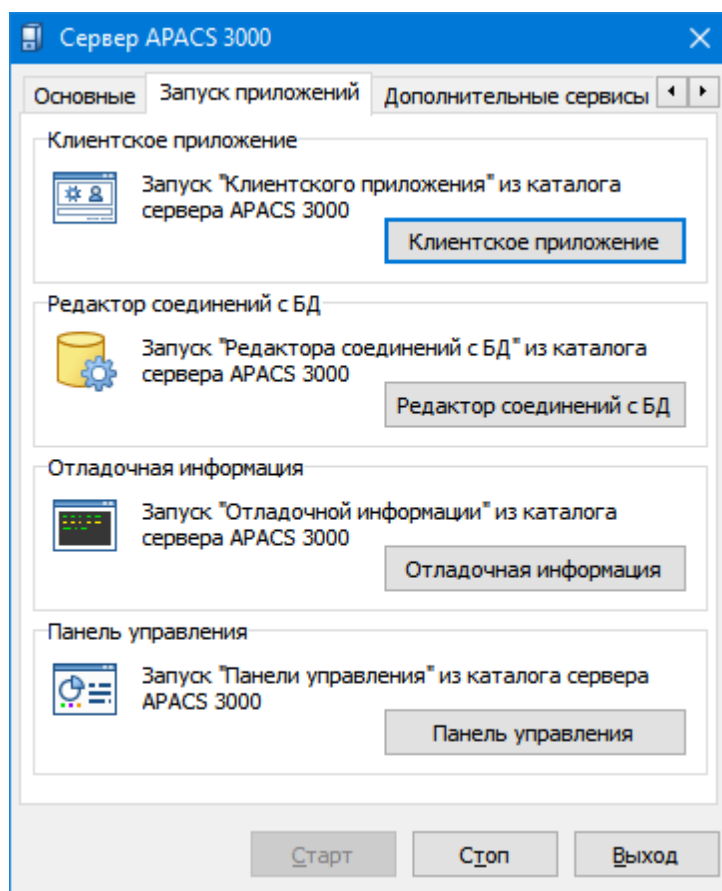 Сервер APACS 3000
Основные Запуск приложений Дополнительные сервисы
Клиентское приложение
Запуск "Клиентского приложения" из каталога
сервера APACS 3000
Клиентское приложение
Редактор соединений с БД
Запуск "Редактора соединений с БД" из каталога
сервера APACS 3000
Редактор соединений с БД
Отладочная информация
Запуск "Отладочной информации" из каталога
сервера APACS 3000
Отладочная информация
Панель управления
Запуск "Панели управления" из каталога сервера
APACS 3000
Панель управления
Старт Стоп Выход